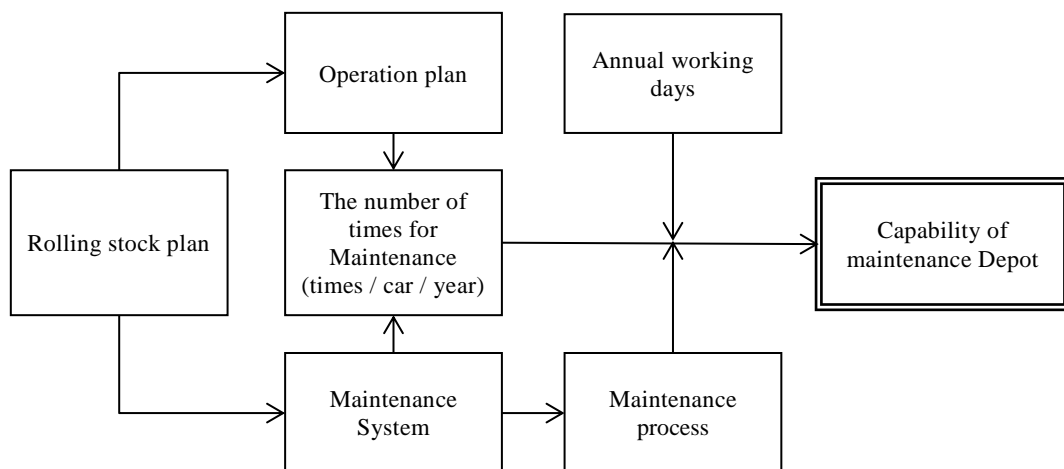 Operation plan
Annual working
days
Rolling stock plan
The number of
times for
Maintenance
(times / car / year)
Capability of
maintenance Depot
Maintenance
System
Maintenance
process